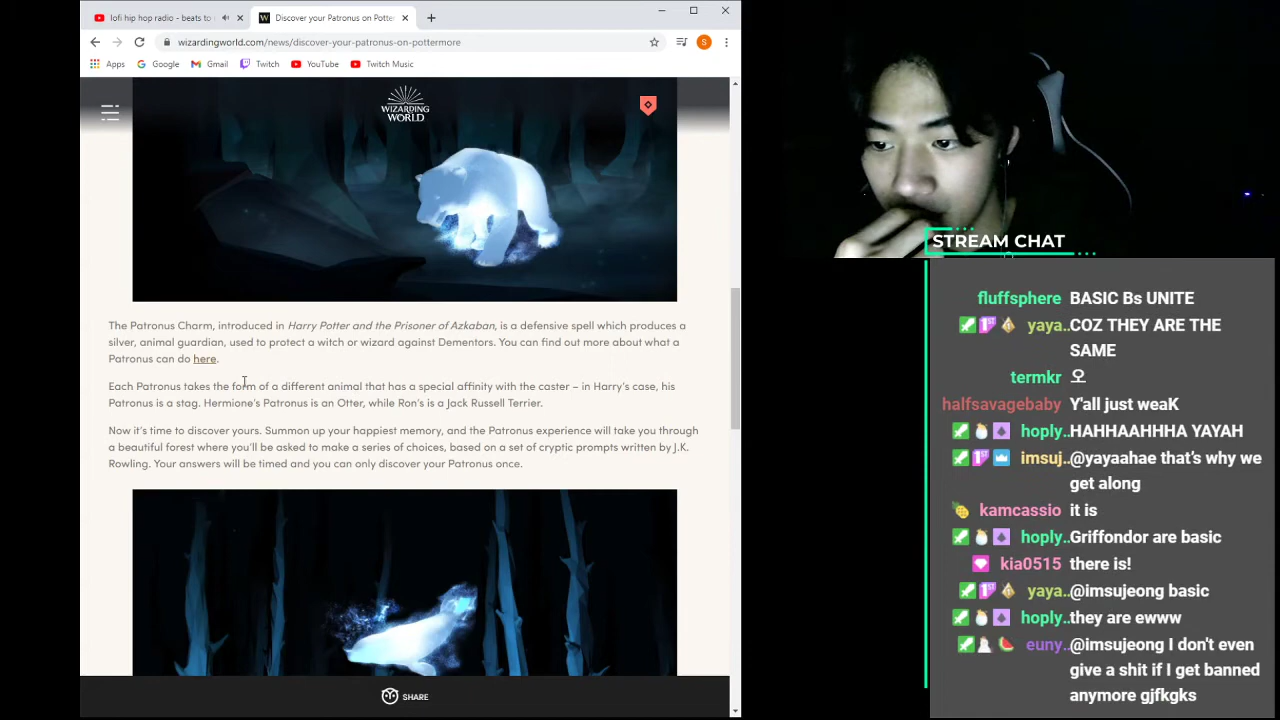 lofi hip hop radio - beats to
Discover your Patronus on Potter
wizardingworld.com/news/discover-your-patronus-on-pottermore
S
Apps Google Gmail Twitch YouTube Twitch Music
WIZARDING
WORLD
The Patronus Charm, introduced in Harry Potter and the Prisoner of Azkaban, is a defensive spell which produces a
silver, animal guardian, used to protect a witch or wizard against Dementors. You can find out more about what a
Patronus can do here.
Each Patronus takes the form of a different animal that has a special affinity with the caster – in Harry's case, his
Patronus is a stag. Hermione's Patronus is an Otter, while Ron's is a Jack Russell Terrier.
Now it's time to discover yours. Summon up your happiest memory, and the Patronus experience will take you through
a beautiful forest where you'll be asked to make a series of choices, based on a set of cryptic prompts written by J.K.
Rowling. Your answers will be timed and you can only discover your Patronus once.
SHARE
STREAM CHAT
fluffsphere BASIC Bs UNITE
yaya.. COZ THEY ARE THE
SAME
termkr 오
halfsavagebaby Y'all just weaK
hoply.. HAHHAAHHHA YAYAH
imsuj.. @yayaahae that's why we
get along
kamcassio it is
hoply.. Griffondor are basic
kia0515 there is!
yaya.. @imsujeong basic
hoply.. they are ewww
euny.. @imsujeong I don't even
give a shit if I get banned
anymore gjfkgks